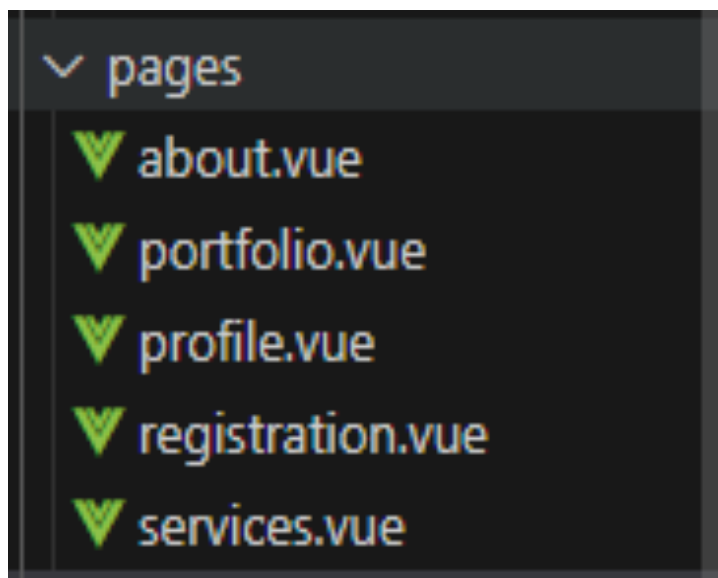 pages
about.vue
portfolio.vue
profile.vue
registration.vue
services.vue